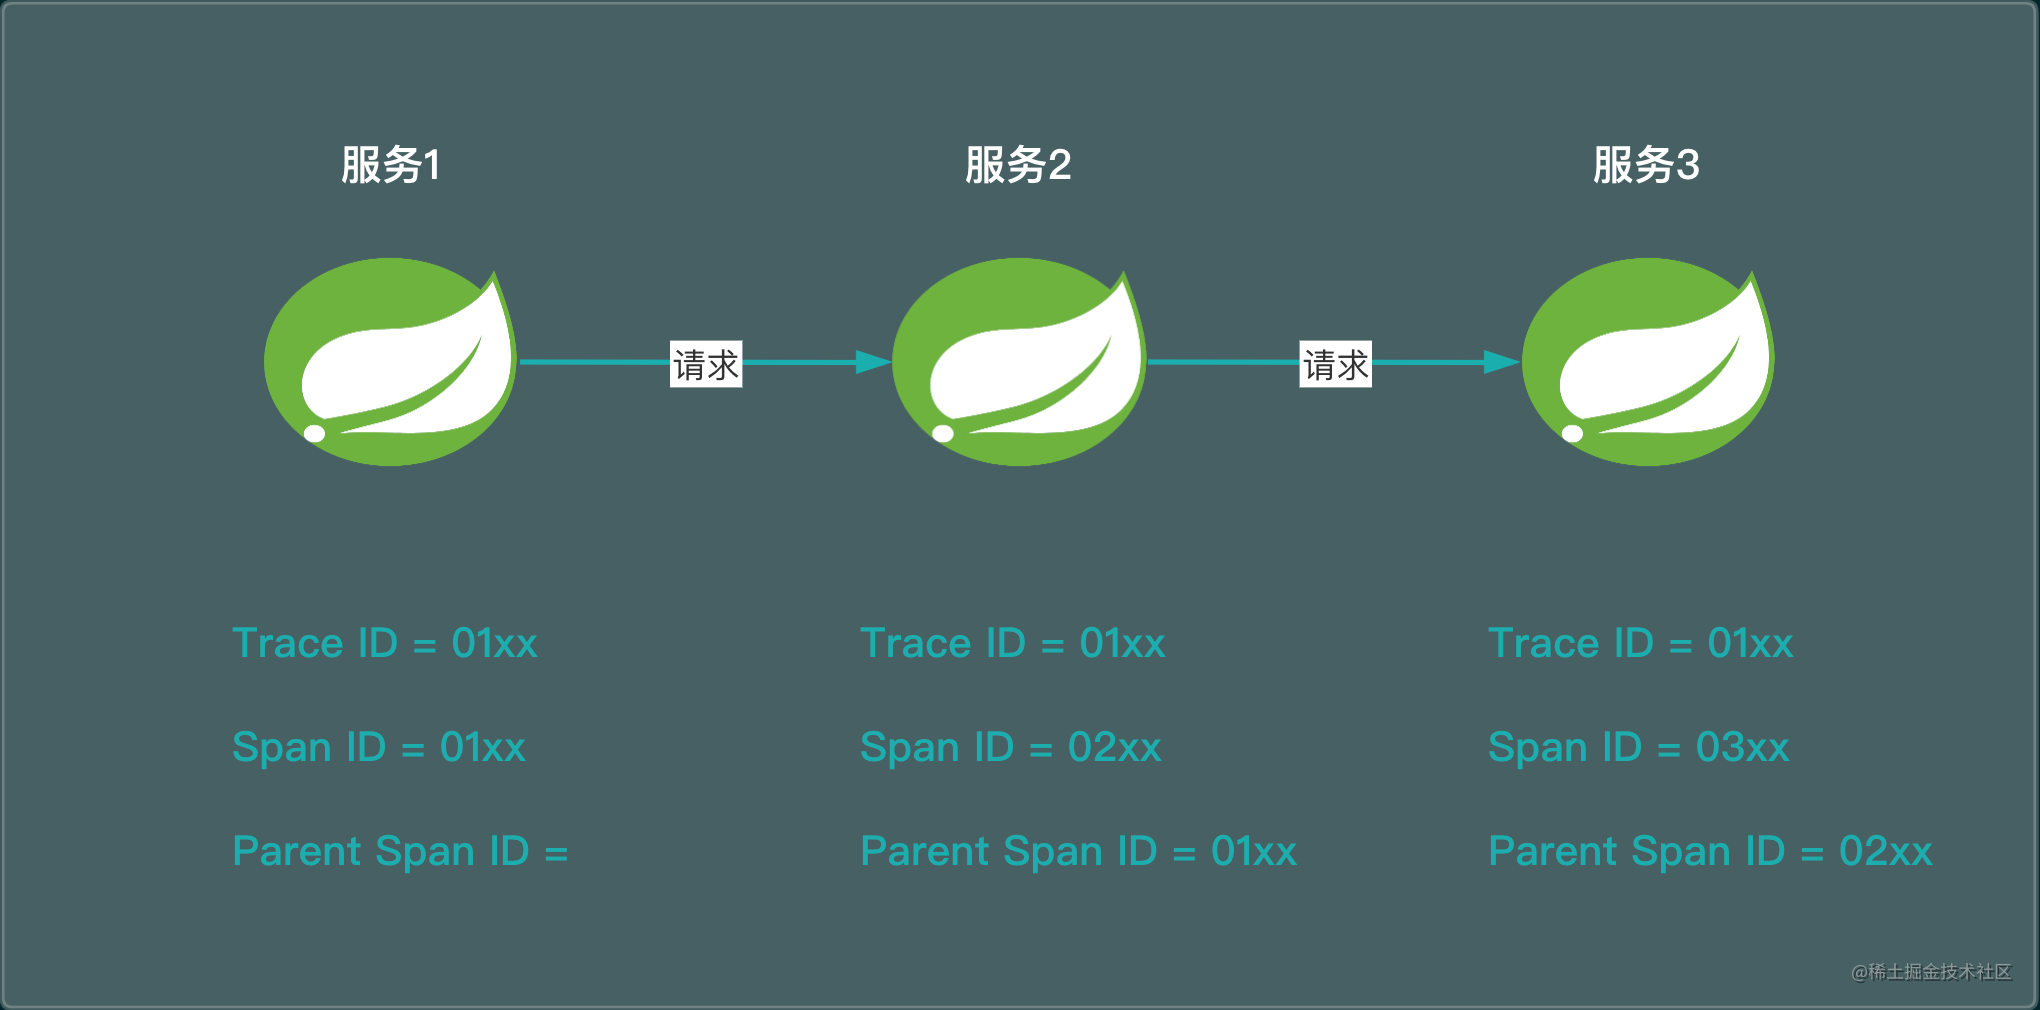 服务1
服务2
服务3
请求
请求
Trace ID = 01xx
Trace ID = 01xx
Trace ID = 01xx
Span ID = 01xx
Span ID = 02xx
Span ID = 03xx
Parent Span ID =
Parent Span ID = 01xx
Parent Span ID = 02xx
@稀土掘金技术社区